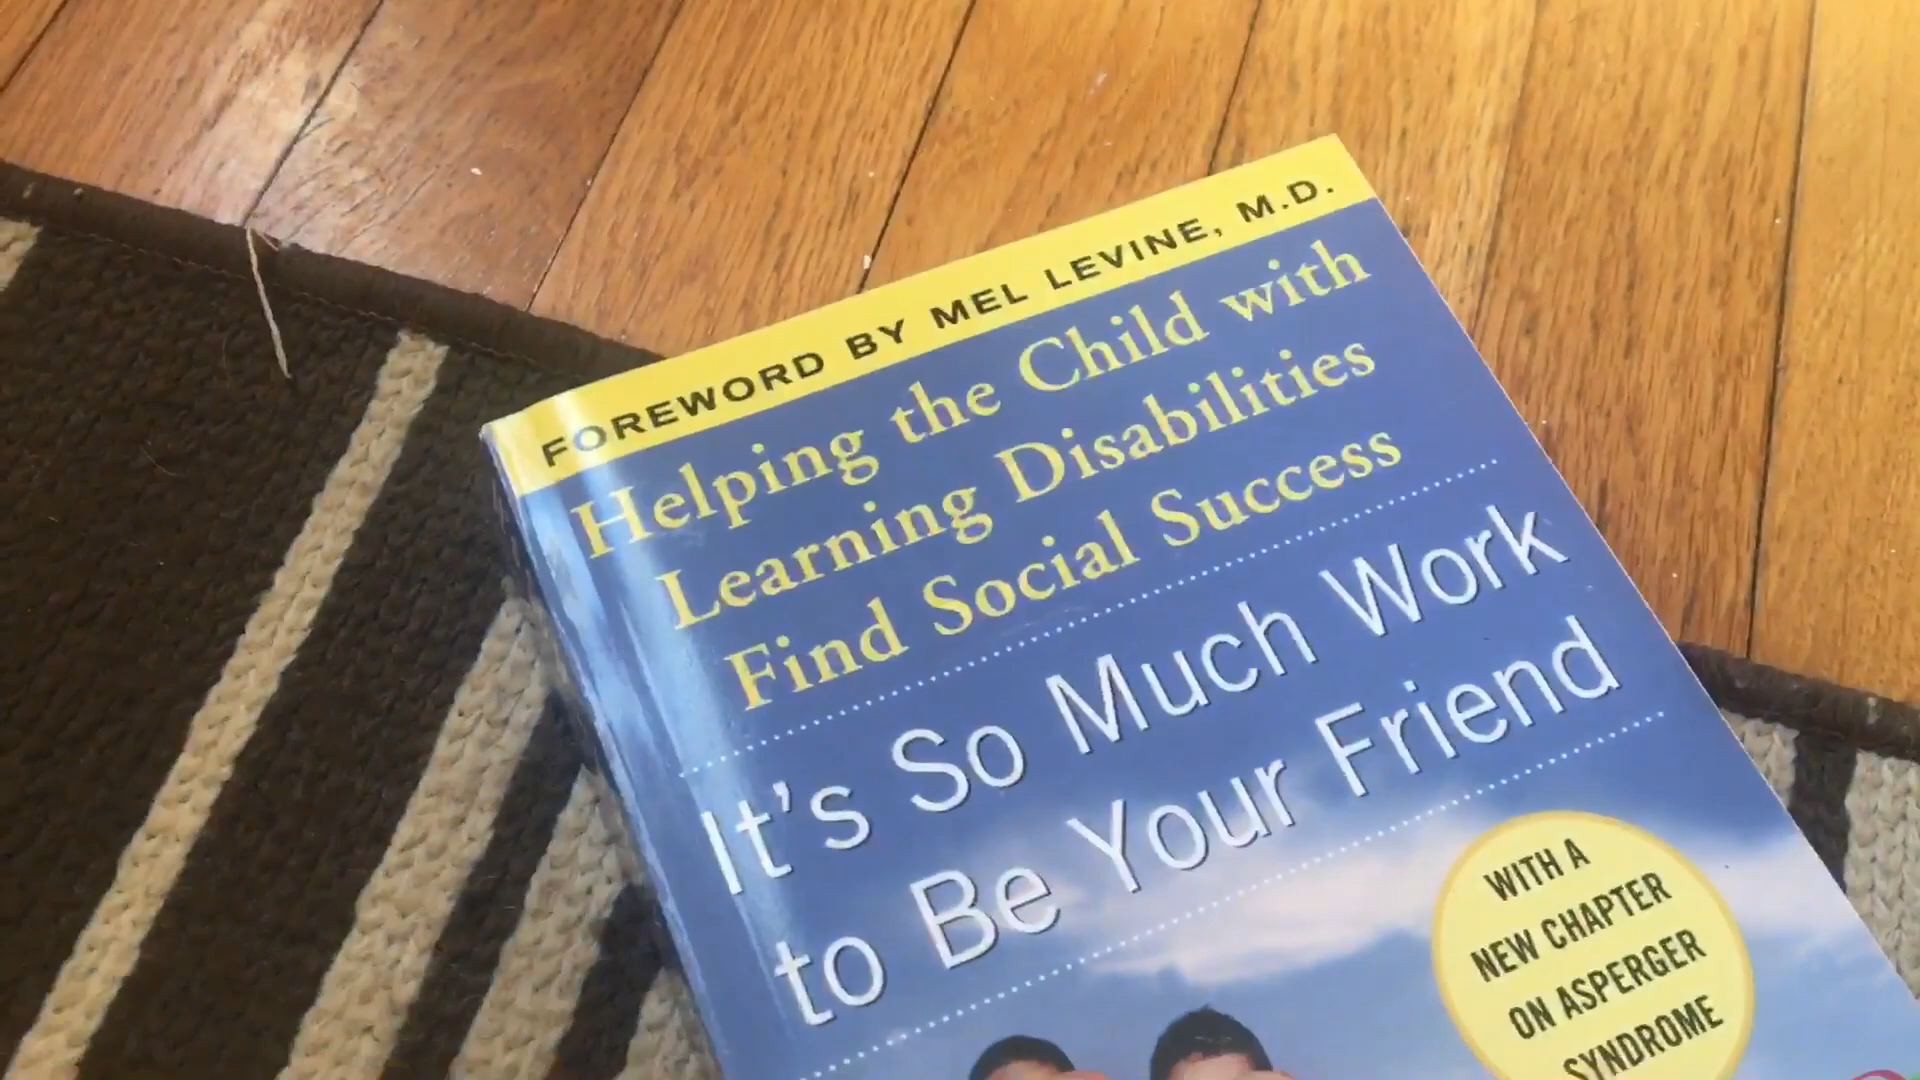 FOREWORD BY MEL LEVINE, M.D.
Helping the Child with
Learning Disabilities
Find Social Success
It's So Much Work
to Be Your Friend
WITH A
NEW CHAPTER
ON ASPERGER
SYNDROME